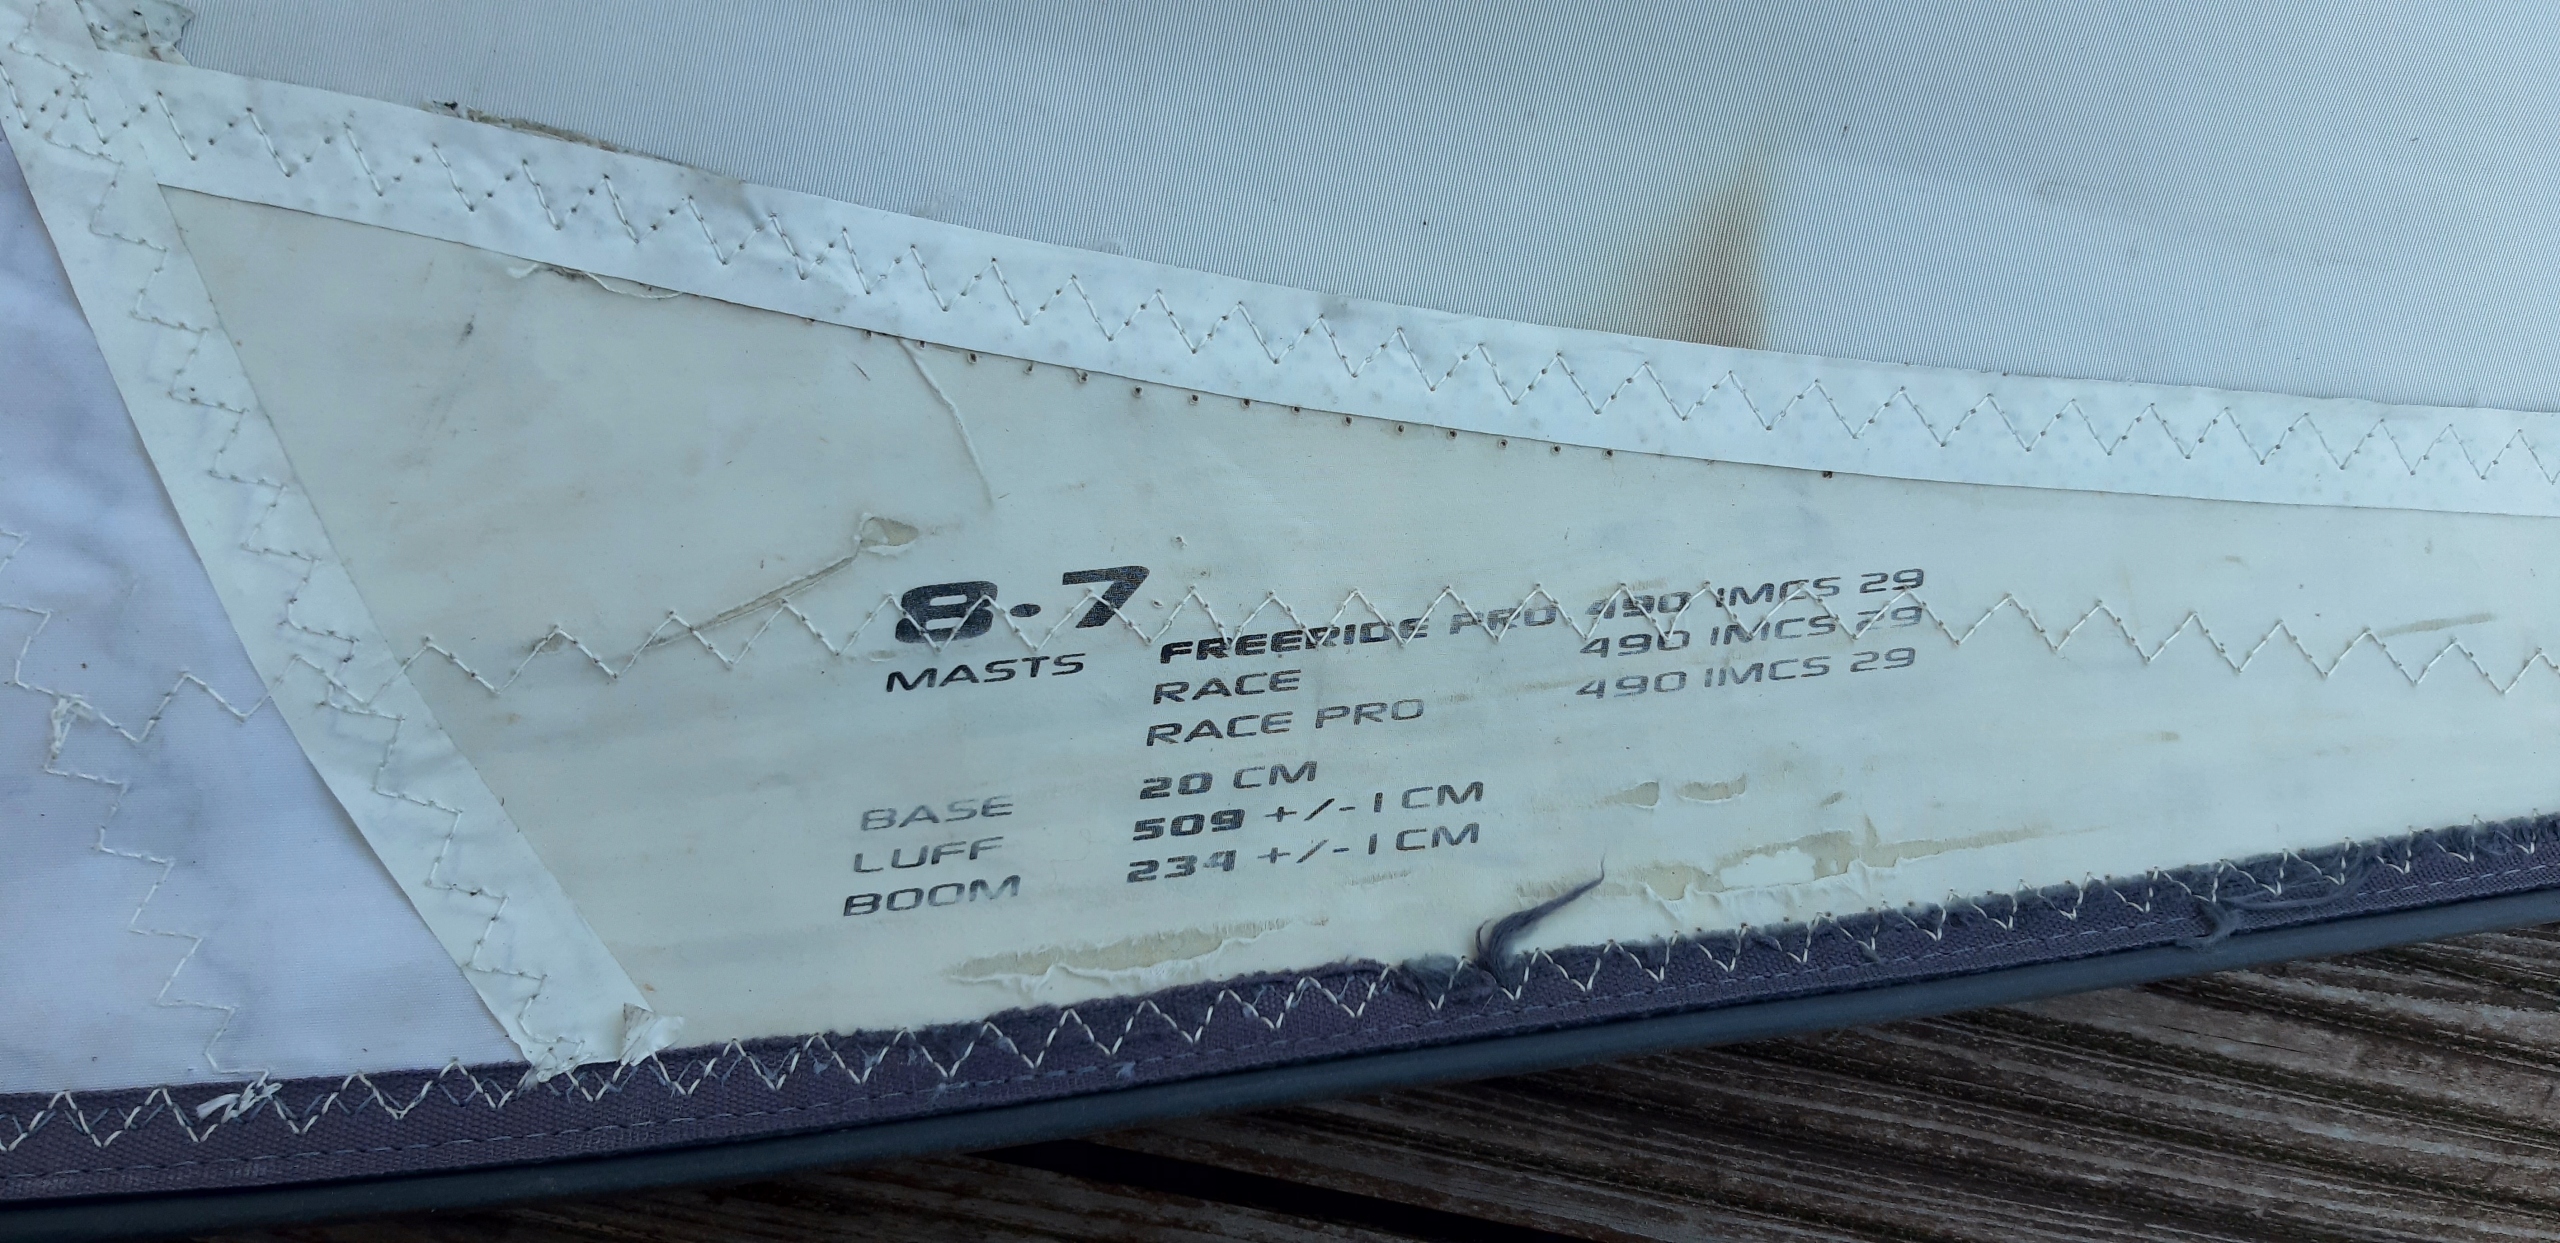 8.7
MASTS FREERIDE PRO 490 IMCS 29
RACE 490 IMCS 29
RACE PRO 490 IMCS 29
BASE 20 CM
LUFF 509 +/- 1 CM
BOOM 234 +/- 1 CM